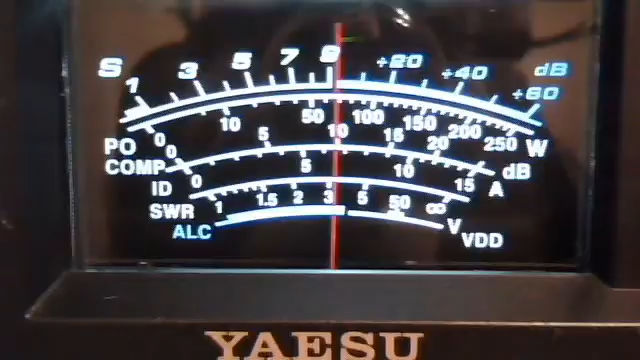 S 1 3 5 7 9 +20 +40 +60 dB
PO 0 10 50 100 150 200 250 W
COMP 0 5 10 15 20 dB
ID 0 5 10 15 A
SWR 1 1.5 2 3 5 50 ∞ V
ALC VDD
YAESU